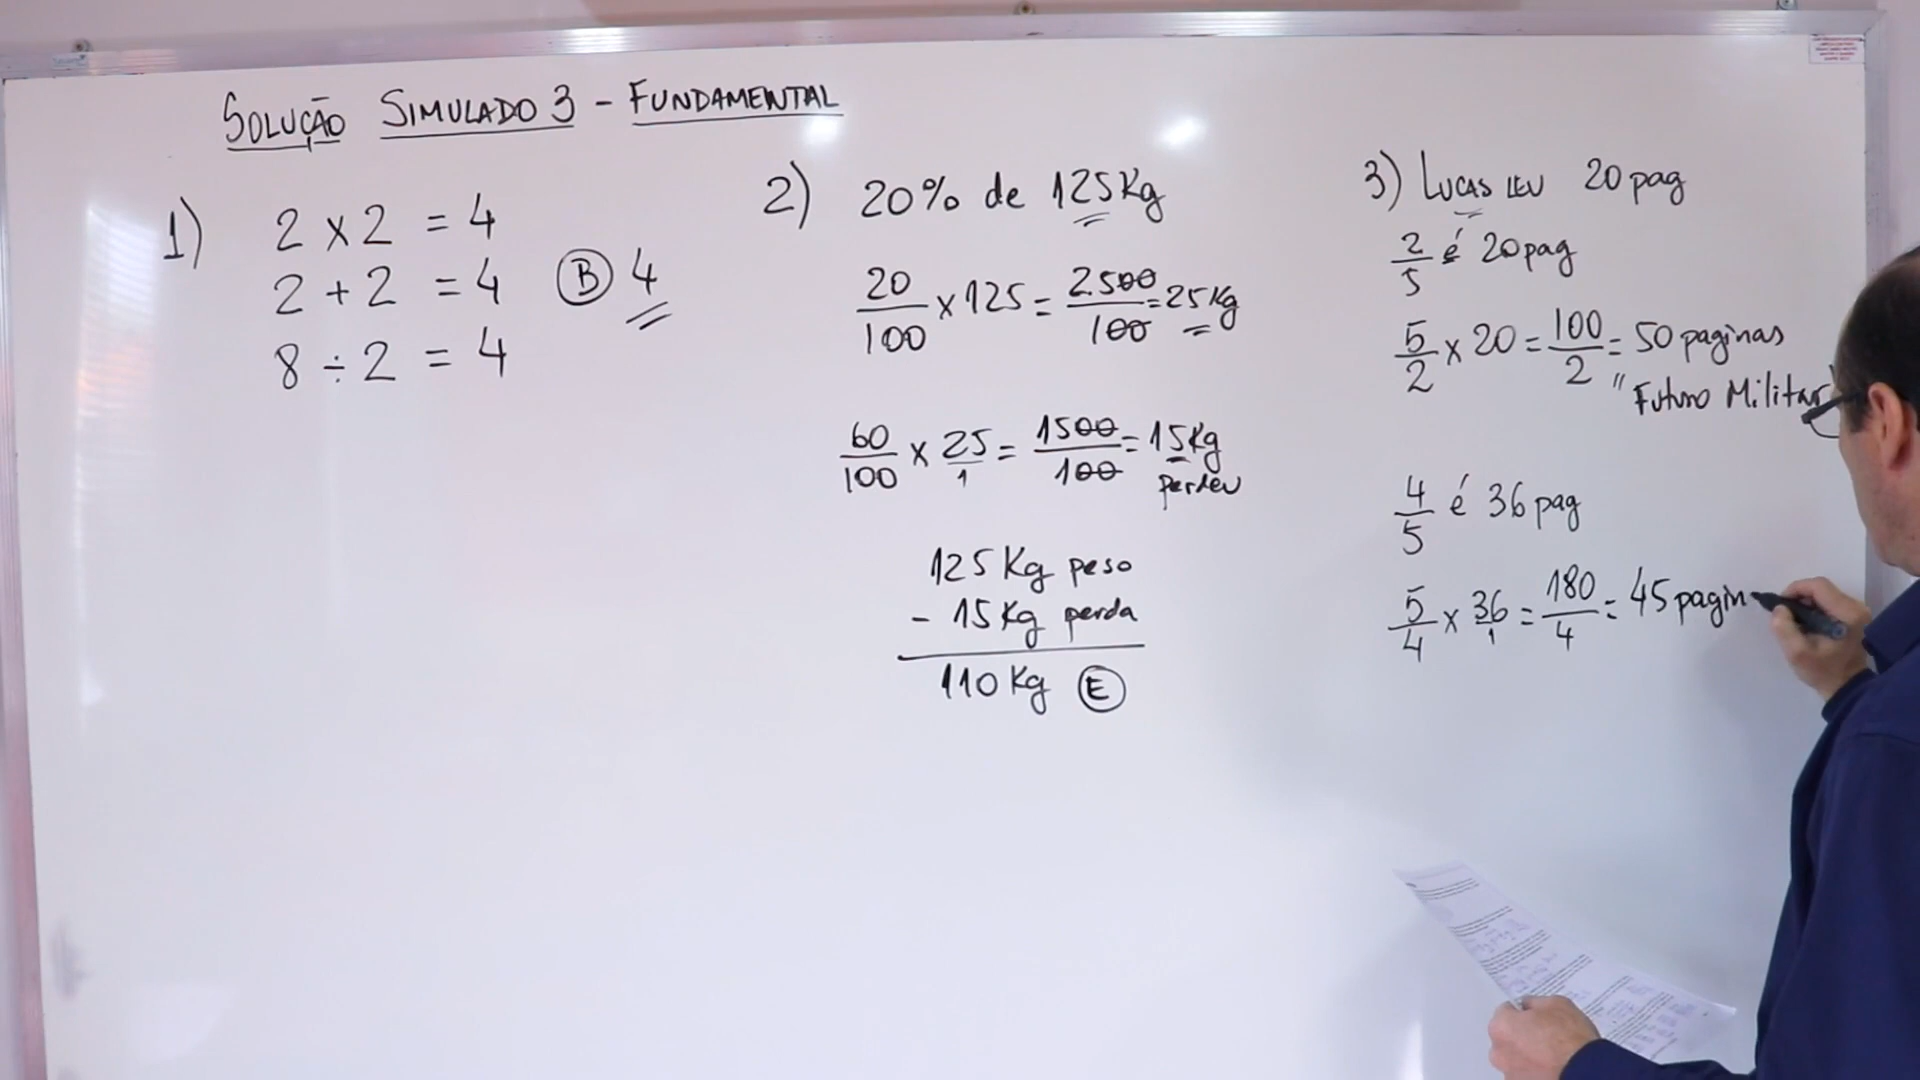 SOLUÇÃO SIMULADO 3 - FUNDAMENTAL
1) 2 x 2 = 4
2 + 2 = 4 (B) 4
8 ÷ 2 = 4
2) 20% de 125Kg
20/100 x 125 = 2.500/100 = 25Kg
60/100 x 25/1 = 1500/100 = 15Kg
perdeu
125 Kg peso
- 15 Kg perda
110 Kg (E)
3) LUCAS LEU 20 pag
2/5 é 20 pag
5/2 x 20 = 100/2 = 50 paginas
" Futuro Militar
4/5 é 36 pag
5/4 x 36/1 = 180/4 = 45 pagin